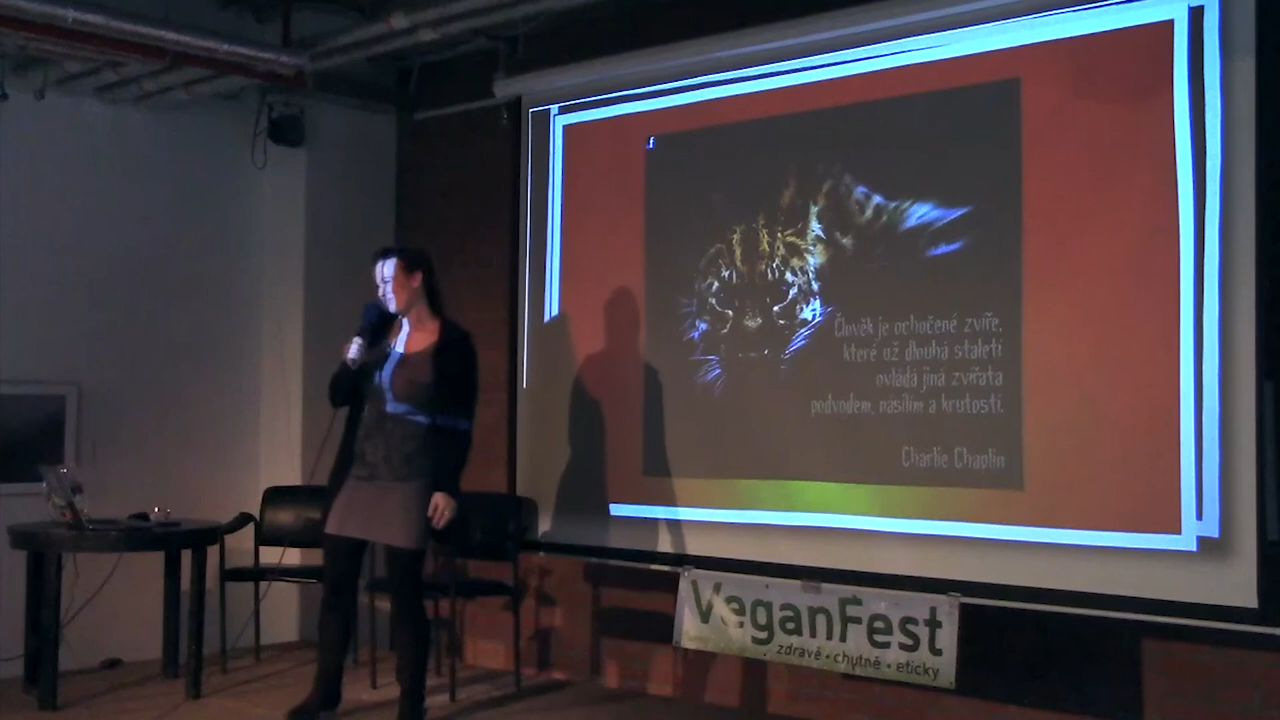 f
Člověk je ochočené zvíře,
které už dlouhá staletí
ovládá jiná zvířata
podvodem, násilím a krutostí.
Charlie Chaplin
VeganFest
zdravě • chutně • eticky